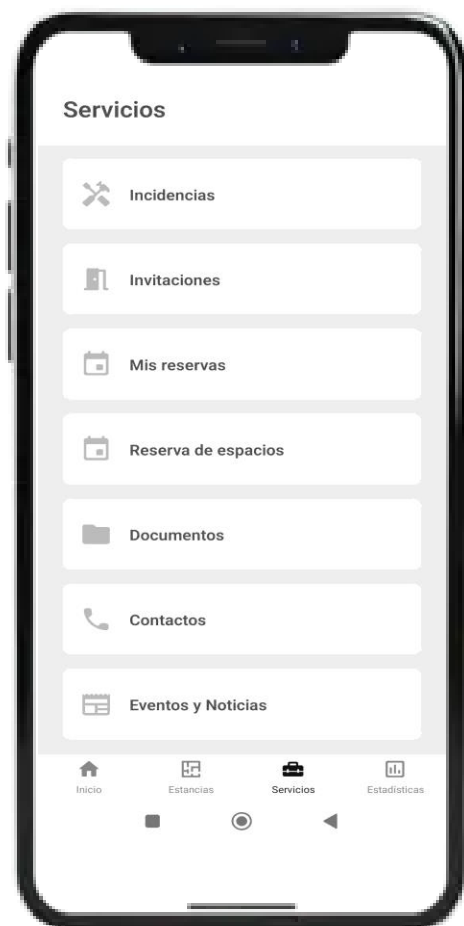 Servicios
Incidencias
Invitaciones
Mis reservas
Reserva de espacios
Documentos
Contactos
Eventos y Noticias
Inicio
Estancias
Servicios
Estadísticas